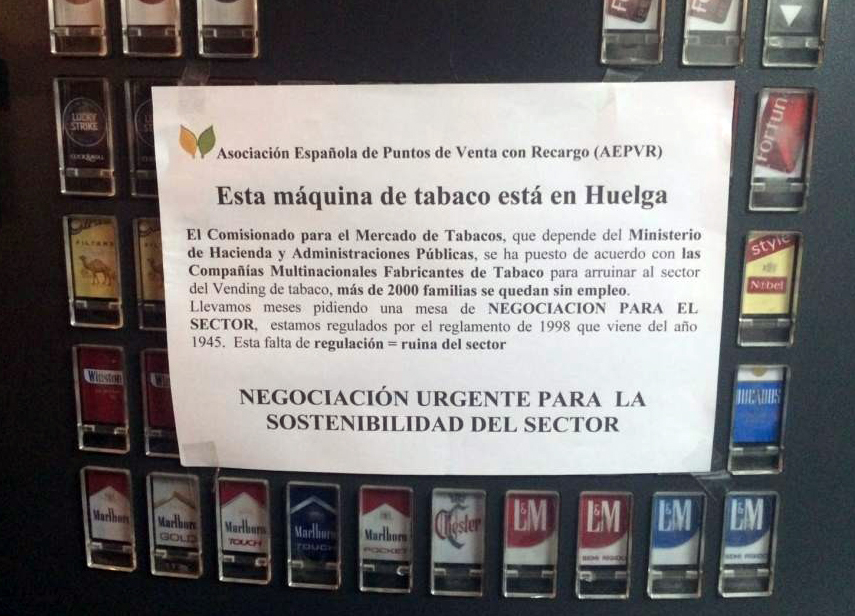 LUCKY
STRIKE
CLICK&ROLL
Fortuna
Asociación Española de Puntos de Venta con Recargo (AEPVR)
Esta máquina de tabaco está en Huelga
El Comisionado para el Mercado de Tabacos, que depende del Ministerio
de Hacienda y Administraciones Públicas, se ha puesto de acuerdo con las
Compañías Multinacionales Fabricantes de Tabaco para arruinar al sector
del Vending de tabaco, más de 2000 familias se quedan sin empleo.
Llevamos meses pidiendo una mesa de NEGOCIACION PARA EL
SECTOR, estamos regulados por el reglamento de 1998 que viene del año
1945. Esta falta de regulación = ruina del sector
NEGOCIACIÓN URGENTE PARA LA
SOSTENIBILIDAD DEL SECTOR
FILTERS
style
Nobel
Winston
DUCADOS
Marlboro
Marlboro GOLD
Marlboro TOUCH
Marlboro TOUCH
Marlboro POCKET
Chester
L&M
L&M
L&M
L&M